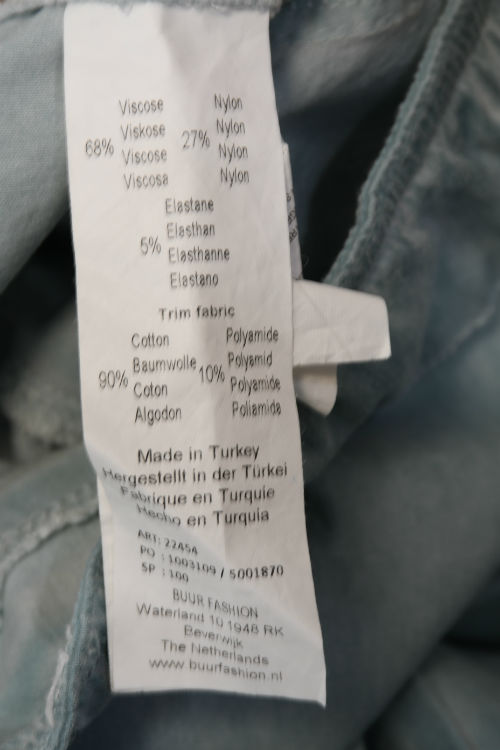 Viscose Nylon
Viskose Nylon
68% Viscose 27% Nylon
Viscosa Nylon
Elastane
Elasthan
5% Elasthanne
Elastano
Trim fabric
Cotton Polyamide
Baumwolle Polyamid
90% Coton 10% Polyamide
Algodon Poliamida
Made in Turkey
Hergestellt in der Türkei
Fabrique en Turquie
Hecho en Turquia
ART: 22454
PO : 1003109 / 5001870
SP : 100
BUUR FASHION
Waterland 10 1948 RK
Beverwijk
The Netherlands
www.buurfashion.nl